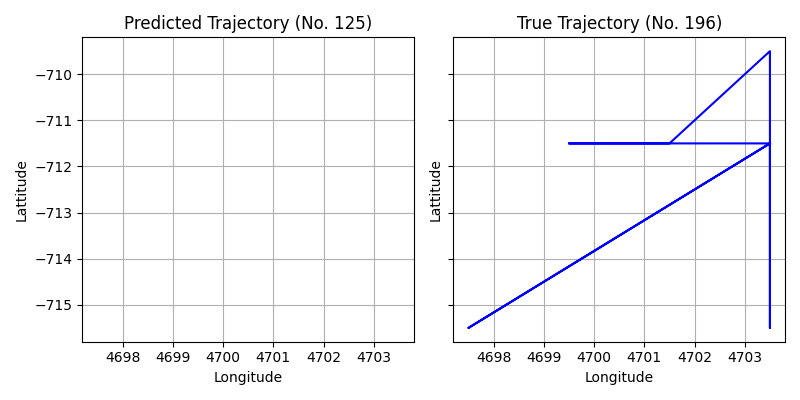 Predicted Trajectory (No. 125)
True Trajectory (No. 196)
−710
−711
−712
−713
−714
−715
Lattitude
Lattitude
4698 4699 4700 4701 4702 4703
4698 4699 4700 4701 4702 4703
Longitude
Longitude